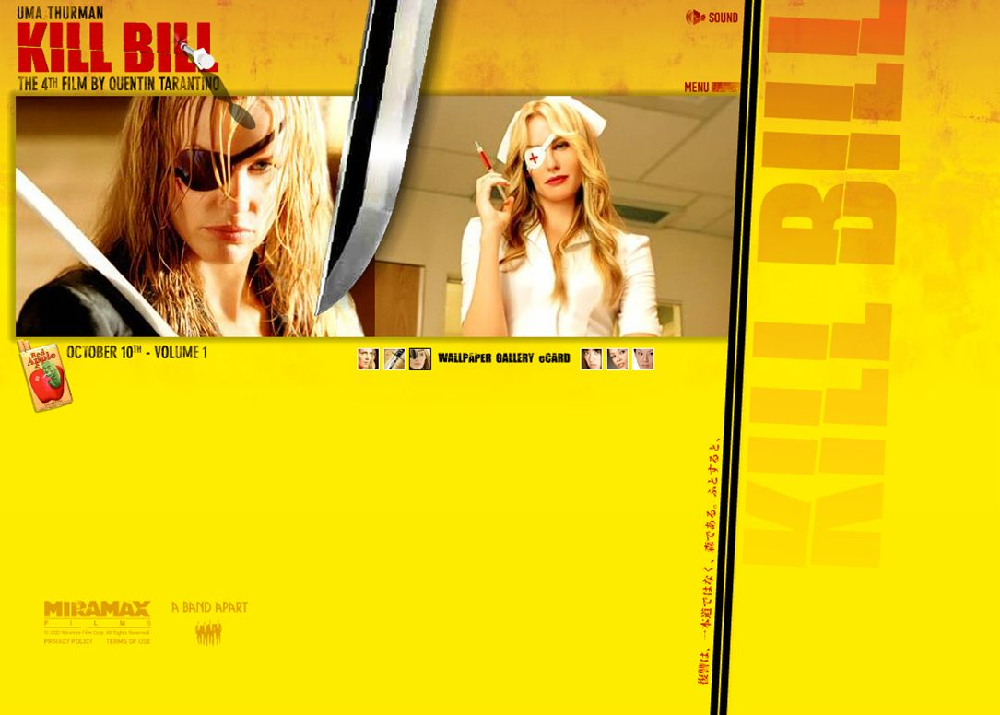 UMA THURMAN
KILL BILL
THE 4TH FILM BY QUENTIN TARANTINO
SOUND
MENU
Red
Apple
OCTOBER 10TH - VOLUME 1
WALLPAPER GALLERY eCARD
復讐は、一本道ではなく、森である。ふとすると、
KILL BILL
MIRAMAX
FILMS
© 2003 Miramax Film Corp. All Rights Reserved.
PRIVACY POLICY TERMS OF USE
A BAND APART